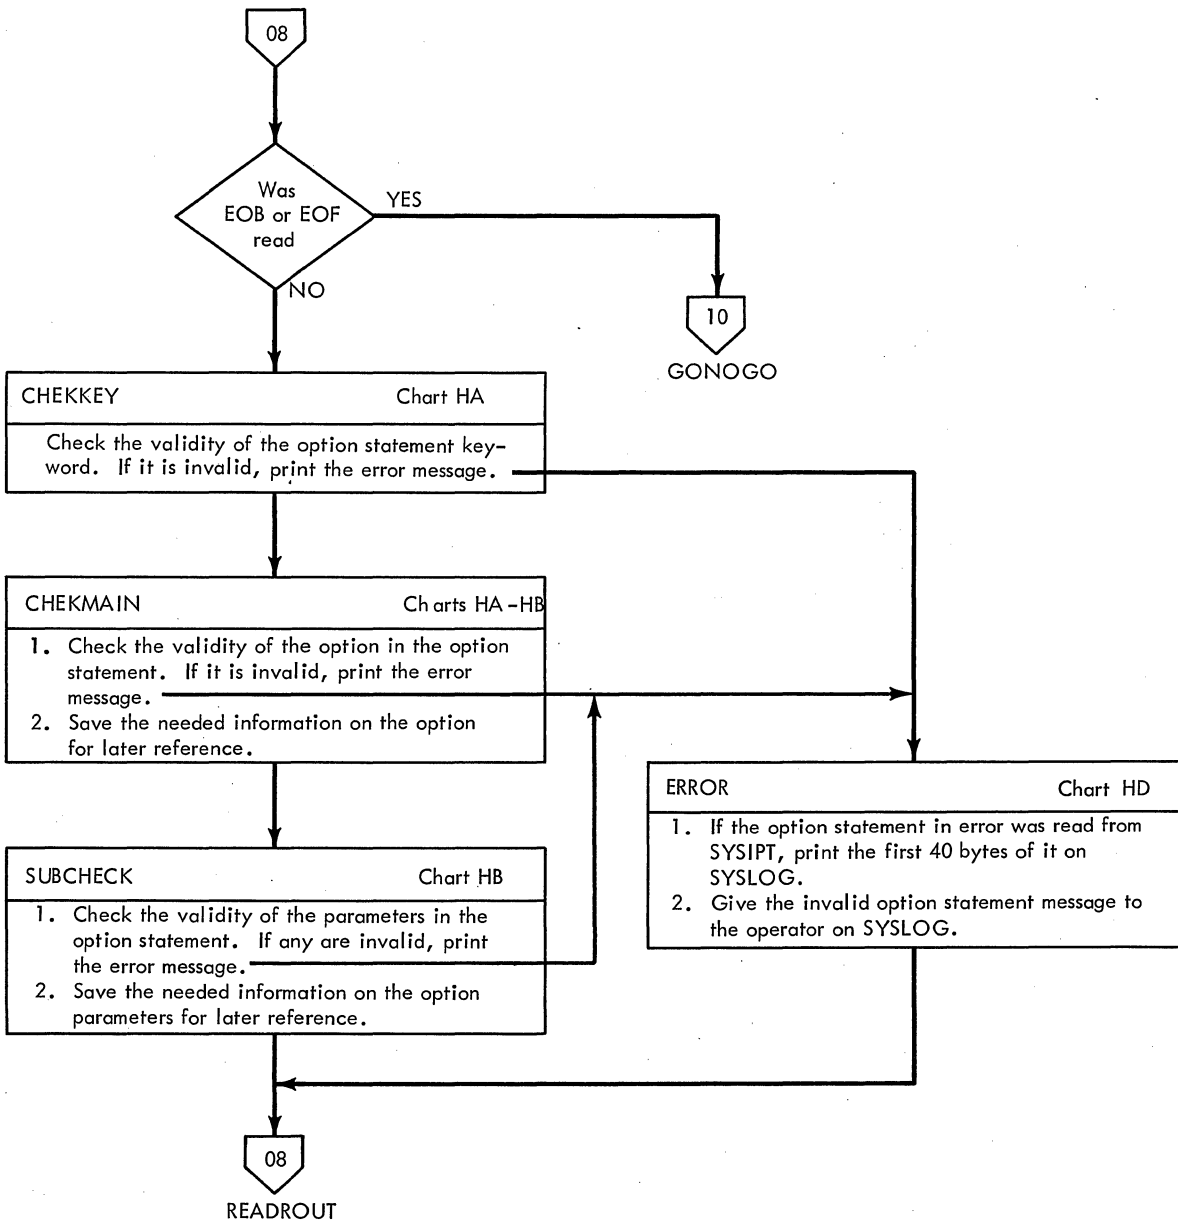 08
Was
EOB or EOF
read
YES
NO
10
GONOGO
CHEKKEY Chart HA
Check the validity of the option statement key-
word. If it is invalid, print the error message.
CHEKMAIN Charts HA-HB
1. Check the validity of the option in the option
statement. If it is invalid, print the error
message.
2. Save the needed information on the option
for later reference.
ERROR Chart HD
1. If the option statement in error was read from
SYSIPT, print the first 40 bytes of it on
SYSLOG.
2. Give the invalid option statement message to
the operator on SYSLOG.
SUBCHECK Chart HB
1. Check the validity of the parameters in the
option statement. If any are invalid, print
the error message.
2. Save the needed information on the option
parameters for later reference.
08
READROUT